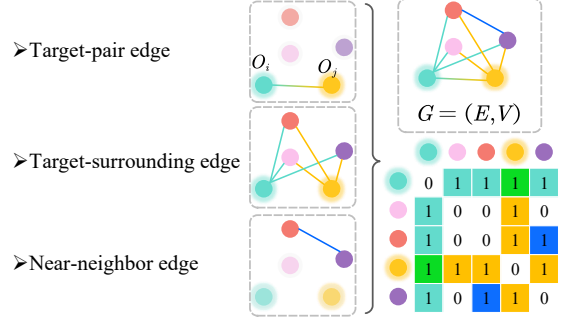 ➢Target-pair edge
O_i O_j
➢Target-surrounding edge
➢Near-neighbor edge
G = (E, V)
0 1 1 1 1
1 0 0 1 0
1 0 0 1 1
1 1 1 0 1
1 0 1 1 0